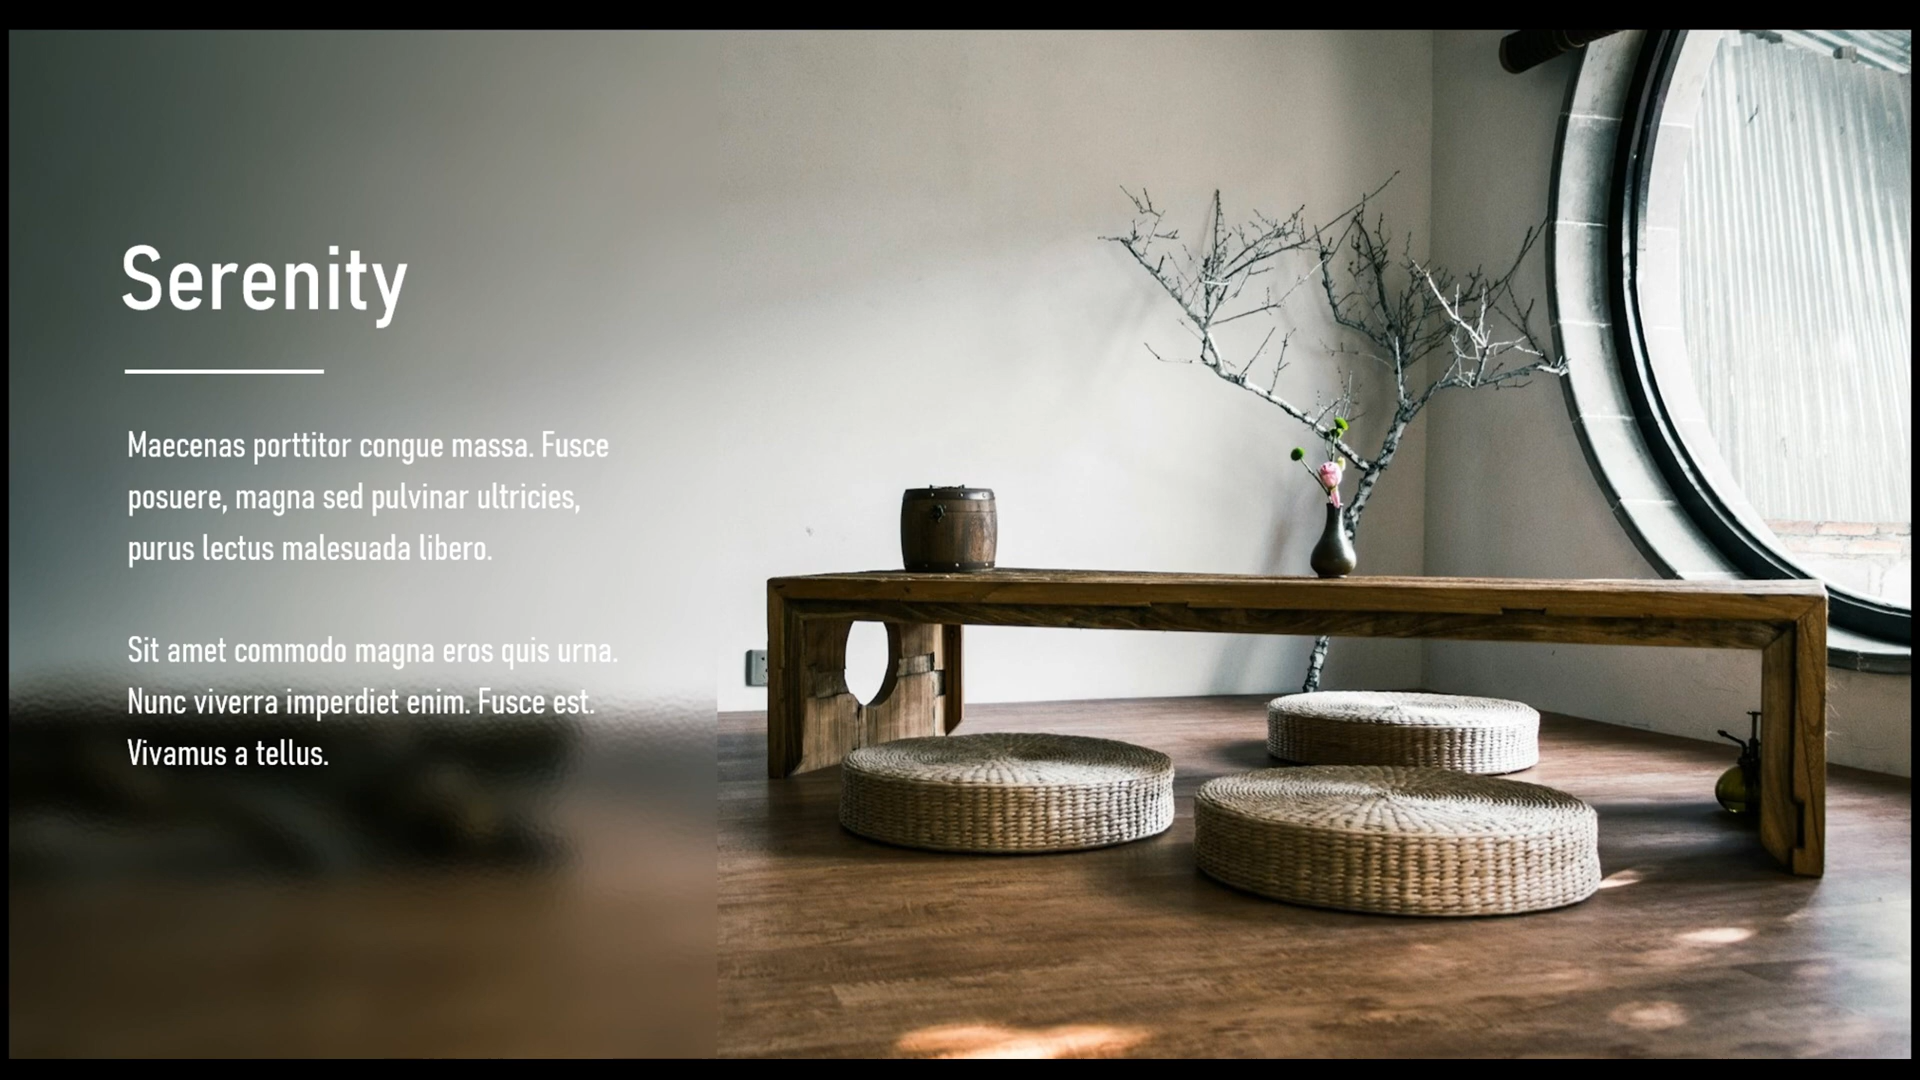 Serenity
Maecenas porttitor congue massa. Fusce
posuere, magna sed pulvinar ultricies,
purus lectus malesuada libero.
Sit amet commodo magna eros quis urna.
Nunc viverra imperdiet enim. Fusce est.
Vivamus a tellus.